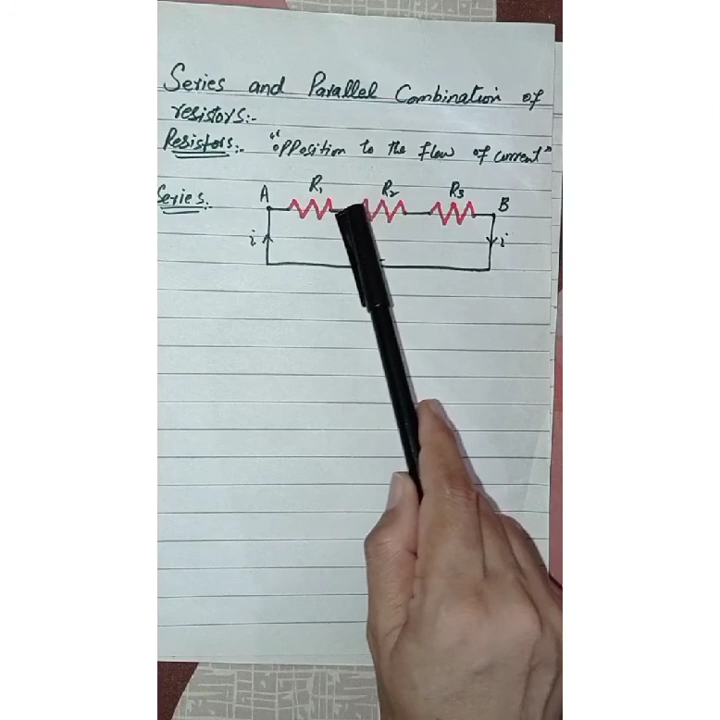 Series and Parallel Combination of
resistors:-
Resistors:- "opposition to the flow of current"
Series:.
A R₁ R₂ R₃ B
i i